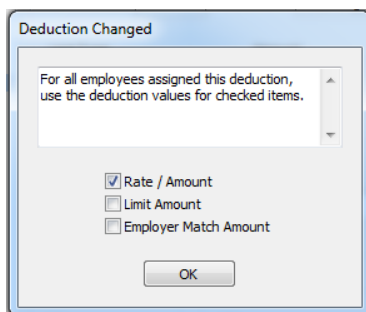 Deduction Changed
For all employees assigned this deduction,
use the deduction values for checked items.
Rate / Amount
Limit Amount
Employer Match Amount
OK